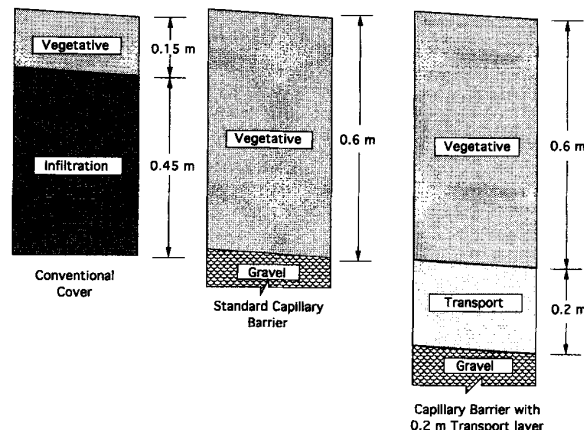 Vegetative
0.15 m
Infiltration
0.45 m
Conventional
Cover
Vegetative
0.6 m
Gravel
Standard Capillary
Barrier
Vegetative
0.6 m
Transport
0.2 m
Gravel
Capillary Barrier with
0.2 m Transport layer